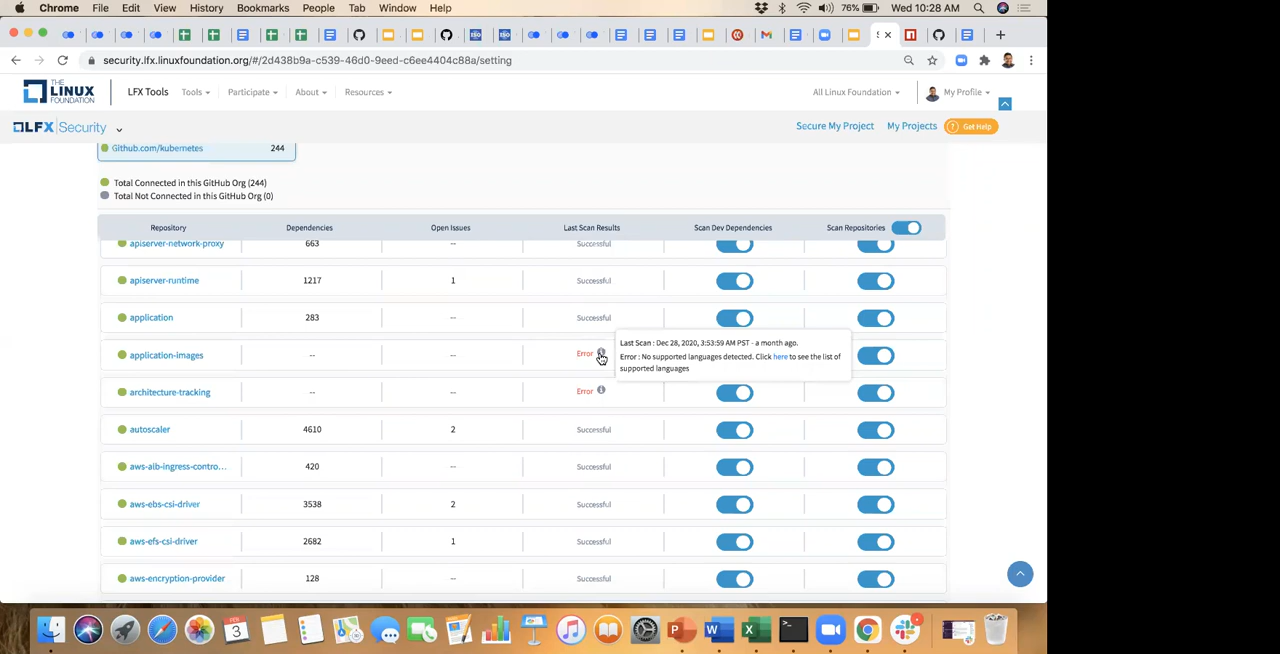 Chrome File Edit View History Bookmarks People Tab Window Help 76% Wed 10:28 AM
security.lfx.linuxfoundation.org/#/2d438b9a-c539-46d0-9eed-c6ee4404c88a/setting
THE LINUX FOUNDATION LFX Tools Tools Participate About Resources All Linux Foundation My Profile
LFX Security Secure My Project My Projects ? Get Help
Github.com/kubernetes 244
Total Connected in this GitHub Org (244)
Total Not Connected in this GitHub Org (0)
Repository Dependencies Open Issues Last Scan Results Scan Dev Dependencies Scan Repositories
apiserver-network-proxy 663 -- Successful
apiserver-runtime 1217 1 Successful
application 283 -- Successful
Last Scan : Dec 28, 2020, 3:53:59 AM PST - a month ago.
application-images -- -- Error
Error : No supported languages detected. Click here to see the list of
supported languages
architecture-tracking -- -- Error
autoscaler 4610 2 Successful
aws-alb-ingress-contro... 420 -- Successful
aws-ebs-csi-driver 3538 2 Successful
aws-efs-csi-driver 2682 1 Successful
aws-encryption-provider 128 -- Successful
FEB
3